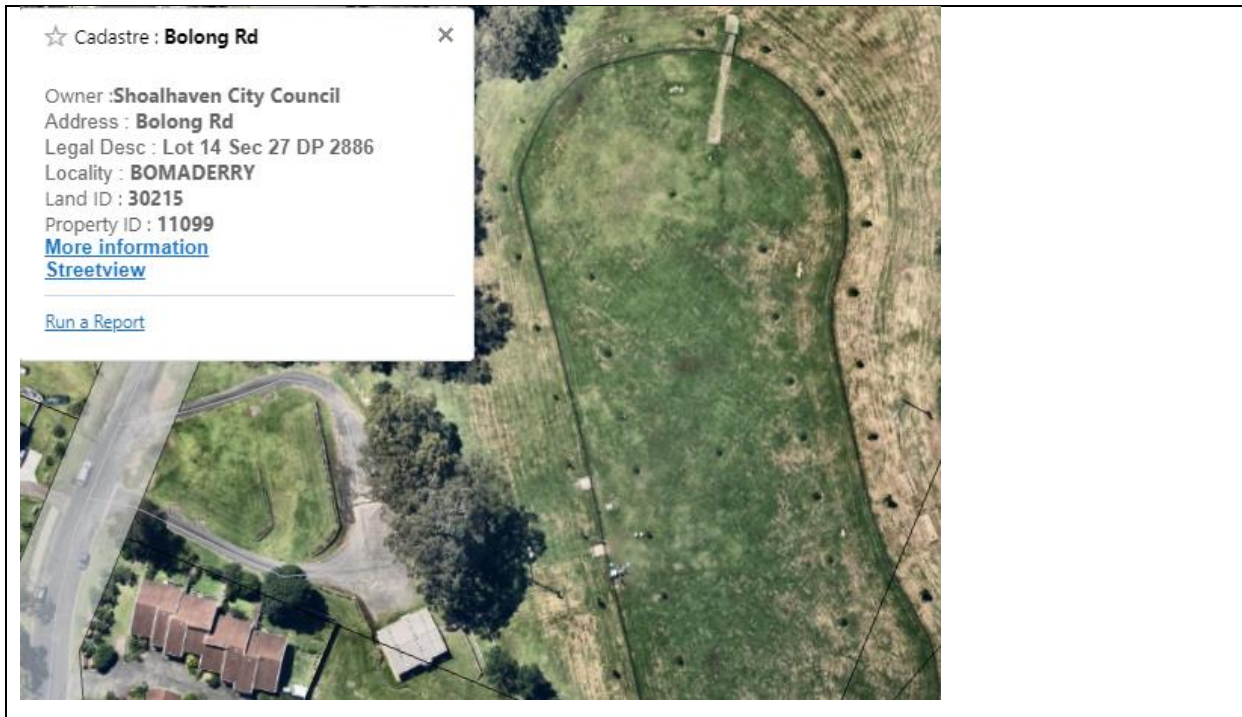 ☆ Cadastre : Bolong Rd ×
Owner :Shoalhaven City Council
Address : Bolong Rd
Legal Desc : Lot 14 Sec 27 DP 2886
Locality : BOMADERRY
Land ID : 30215
Property ID : 11099
More information
Streetview
Run a Report